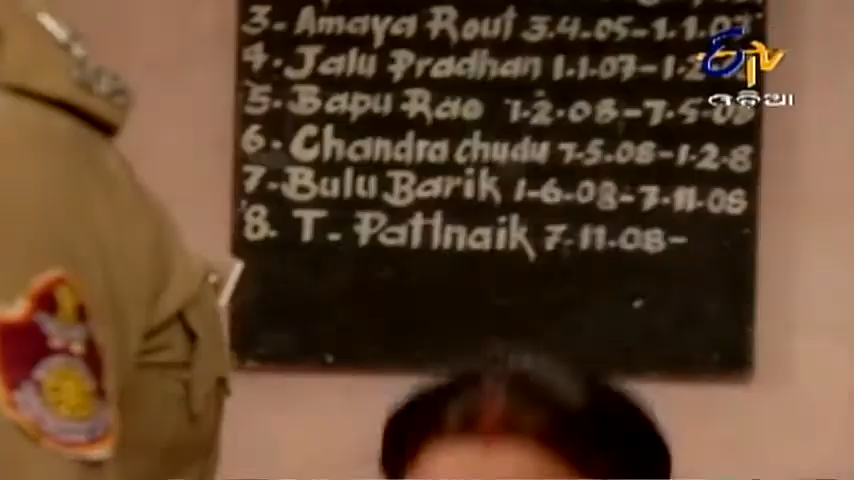 3- Amaya Rout 3.4.05-1.1.07
4. Jalu Pradhan 1.1.07-1.2
5. Bapu Rao 1.2.08-7.5.08
6. Chandrachudu 7.5.08-1.2.8
7- Bulu Barik 1-6.08-7.11.08
8. T. Pattnaik 7-11.08-
eTV
ଓଡ଼ିଆ